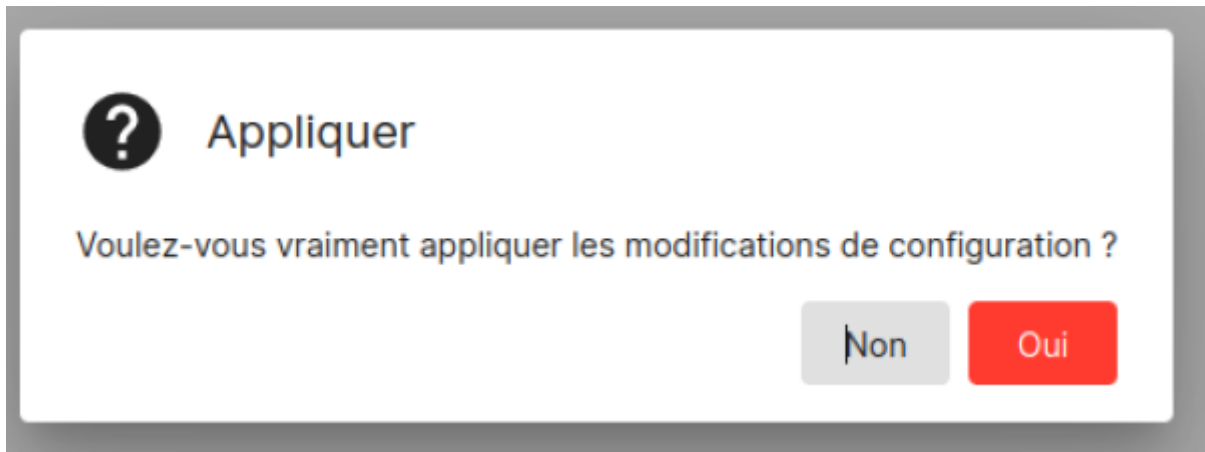 Appliquer
Voulez-vous vraiment appliquer les modifications de configuration ?
Non Oui